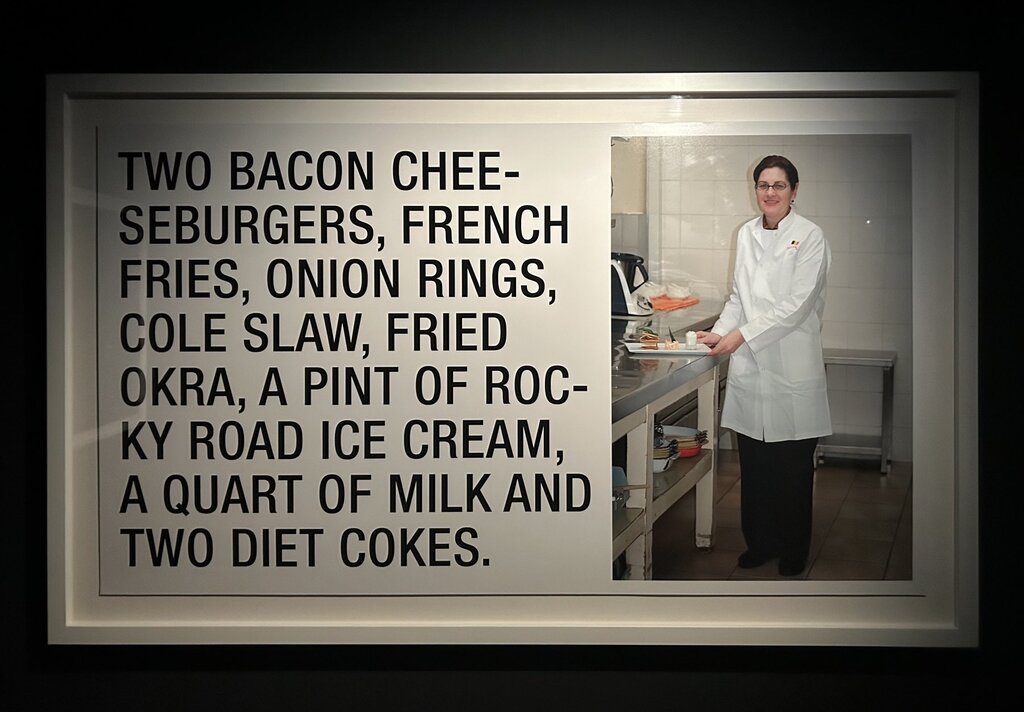 TWO BACON CHEE-
SEBURGERS, FRENCH
FRIES, ONION RINGS,
COLE SLAW, FRIED
OKRA, A PINT OF ROC-
KY ROAD ICE CREAM,
A QUART OF MILK AND
TWO DIET COKES.